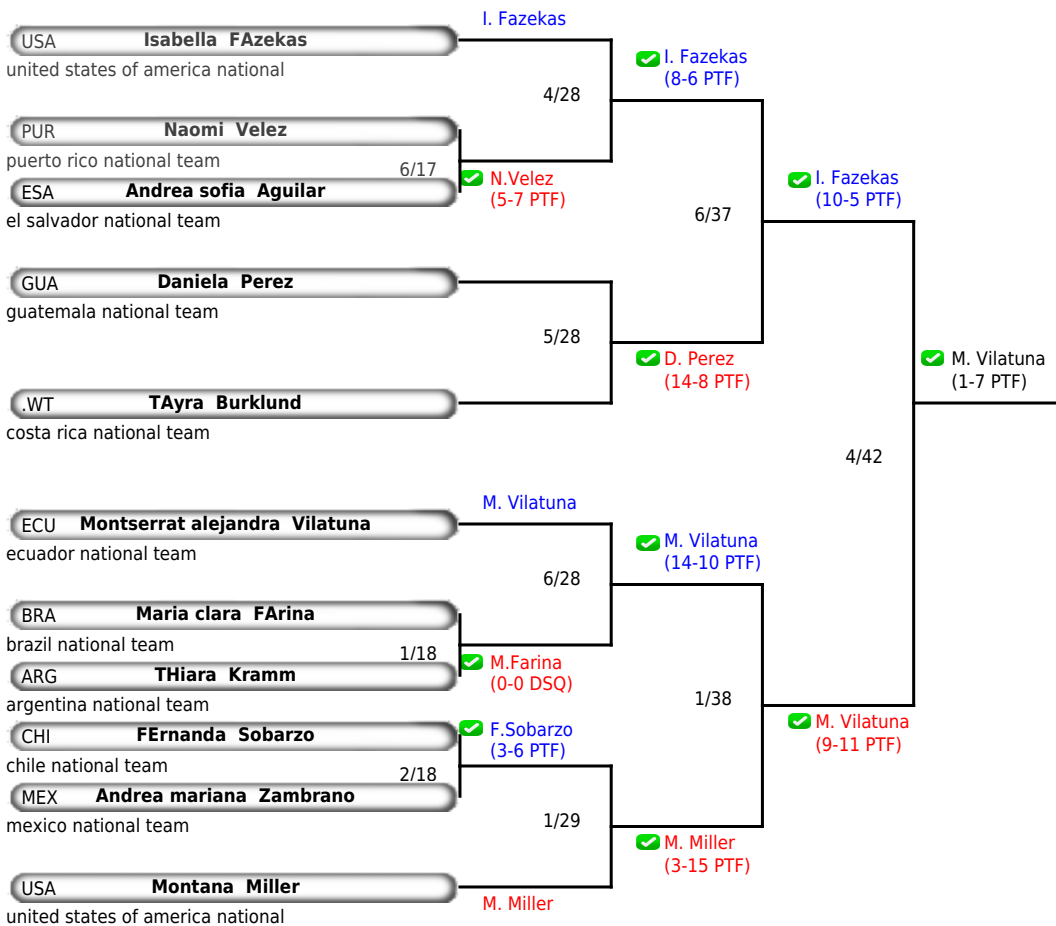 I. Fazekas
USA Isabella FAzekas
united states of america national
I. Fazekas
(8-6 PTF)
4/28
PUR Naomi Velez
puerto rico national team
6/17
ESA Andrea sofia Aguilar
el salvador national team
N.Velez
(5-7 PTF)
I. Fazekas
(10-5 PTF)
6/37
GUA Daniela Perez
guatemala national team
5/28
D. Perez
(14-8 PTF)
.WT TAyra Burklund
costa rica national team
M. Vilatuna
(1-7 PTF)
4/42
M. Vilatuna
ECU Montserrat alejandra Vilatuna
ecuador national team
M. Vilatuna
(14-10 PTF)
6/28
BRA Maria clara FArina
brazil national team
1/18
ARG THiara Kramm
argentina national team
M.Farina
(0-0 DSQ)
1/38
CHI FErnanda Sobarzo
chile national team
2/18
MEX Andrea mariana Zambrano
mexico national team
F.Sobarzo
(3-6 PTF)
M. Vilatuna
(9-11 PTF)
1/29
M. Miller
(3-15 PTF)
USA Montana Miller
united states of america national
M. Miller